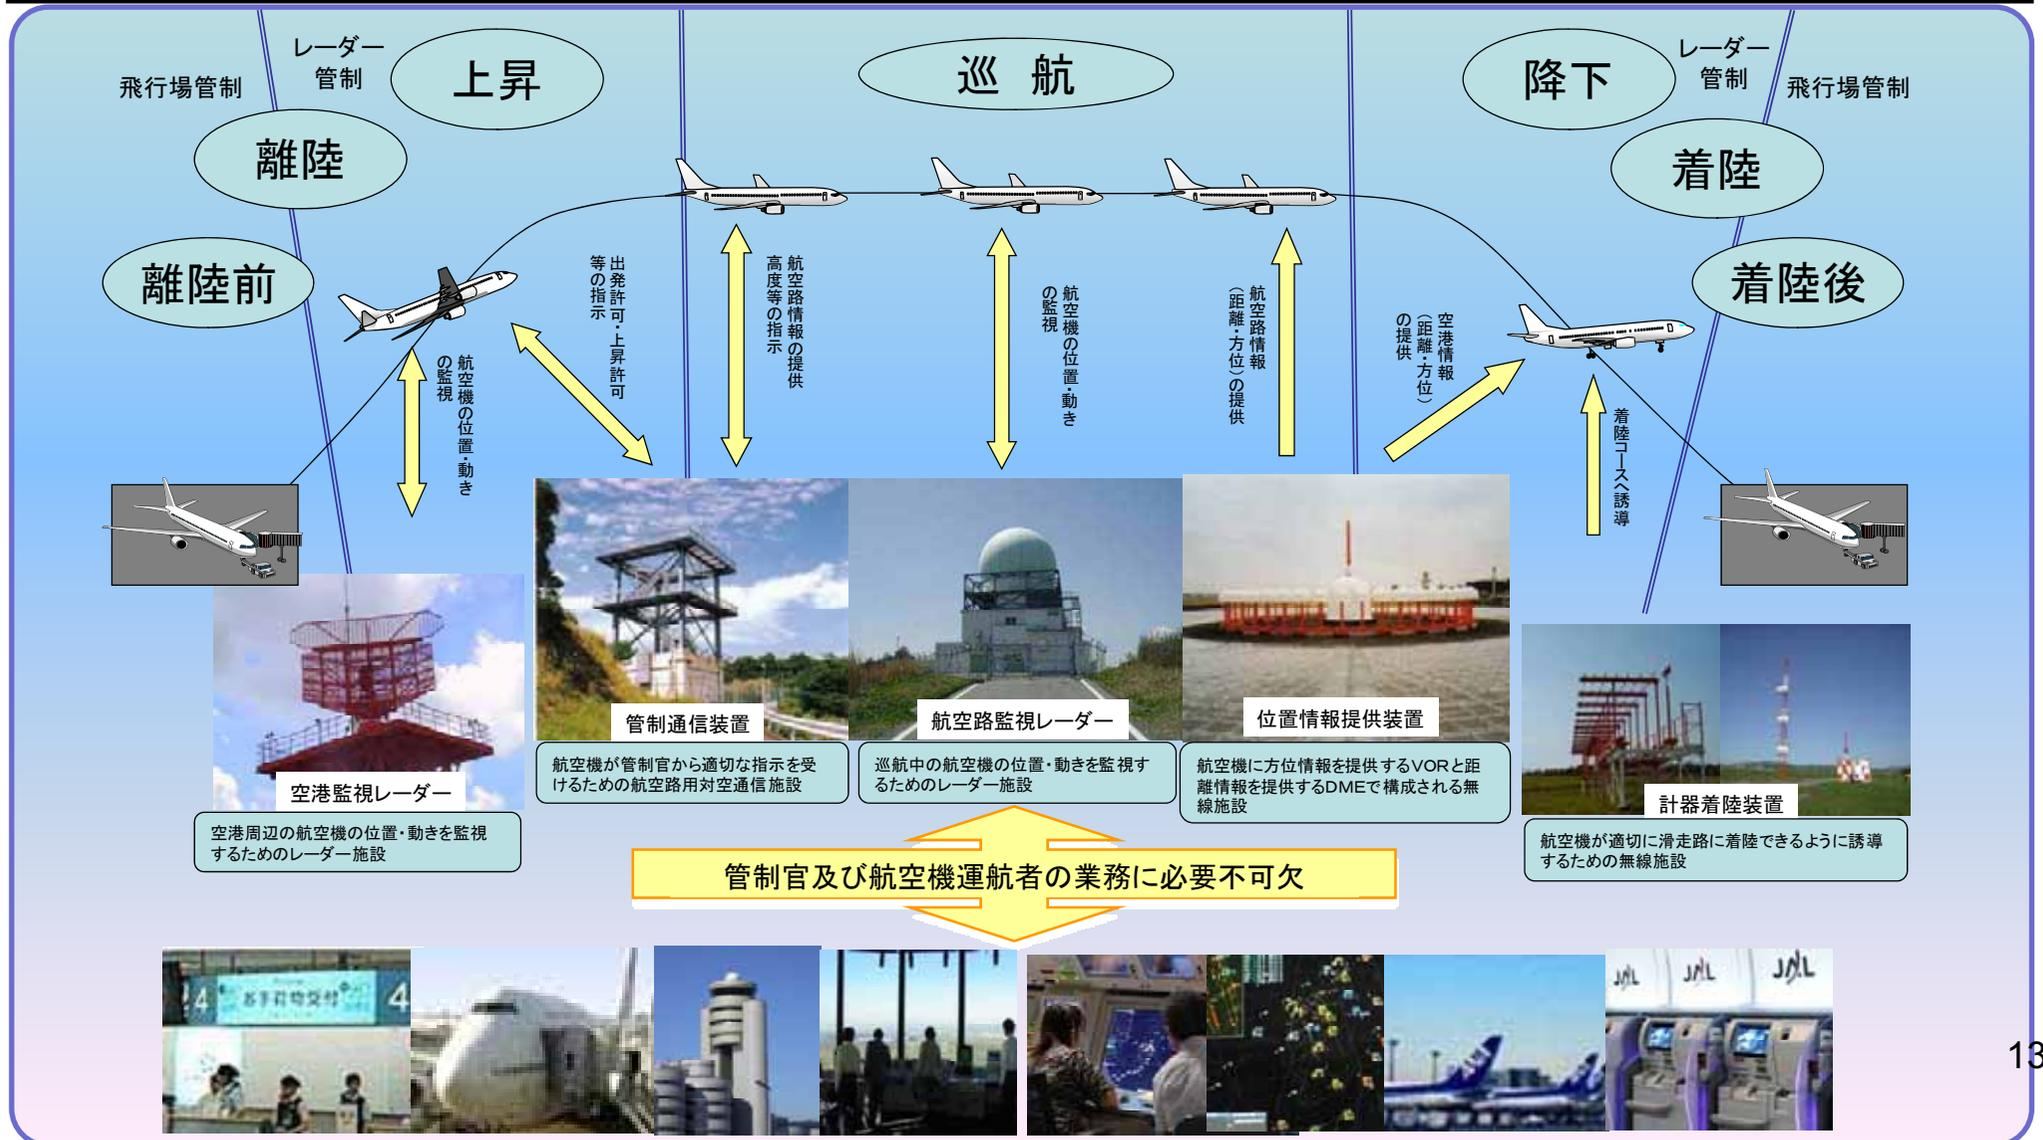 飛行場管制
レーダー
管制
上昇
巡 航
降下
レーダー
管制
飛行場管制
離陸
着陸
離陸前
着陸後
航空機の位置・動き
の監視
出発許可・上昇許可
等の指示
航空路情報の提供
高度等の指示
航空機の位置・動き
の監視
航空路情報
（距離・方位）の提供
空港情報
（距離・方位）
の提供
着陸コースへ誘導
空港監視レーダー
空港周辺の航空機の位置・動きを監視
するためのレーダー施設
管制通信装置
航空機が管制官から適切な指示を受
けるための航空路用対空通信施設
航空路監視レーダー
巡航中の航空機の位置・動きを監視す
るためのレーダー施設
位置情報提供装置
航空機に方位情報を提供するVORと距
離情報を提供するDMEで構成される無
線施設
計器着陸装置
航空機が適切に滑走路に着陸できるように誘導
するための無線施設
管制官及び航空機運航者の業務に必要不可欠
24
お手荷物受付
4
JAL
JAL
JAL
13